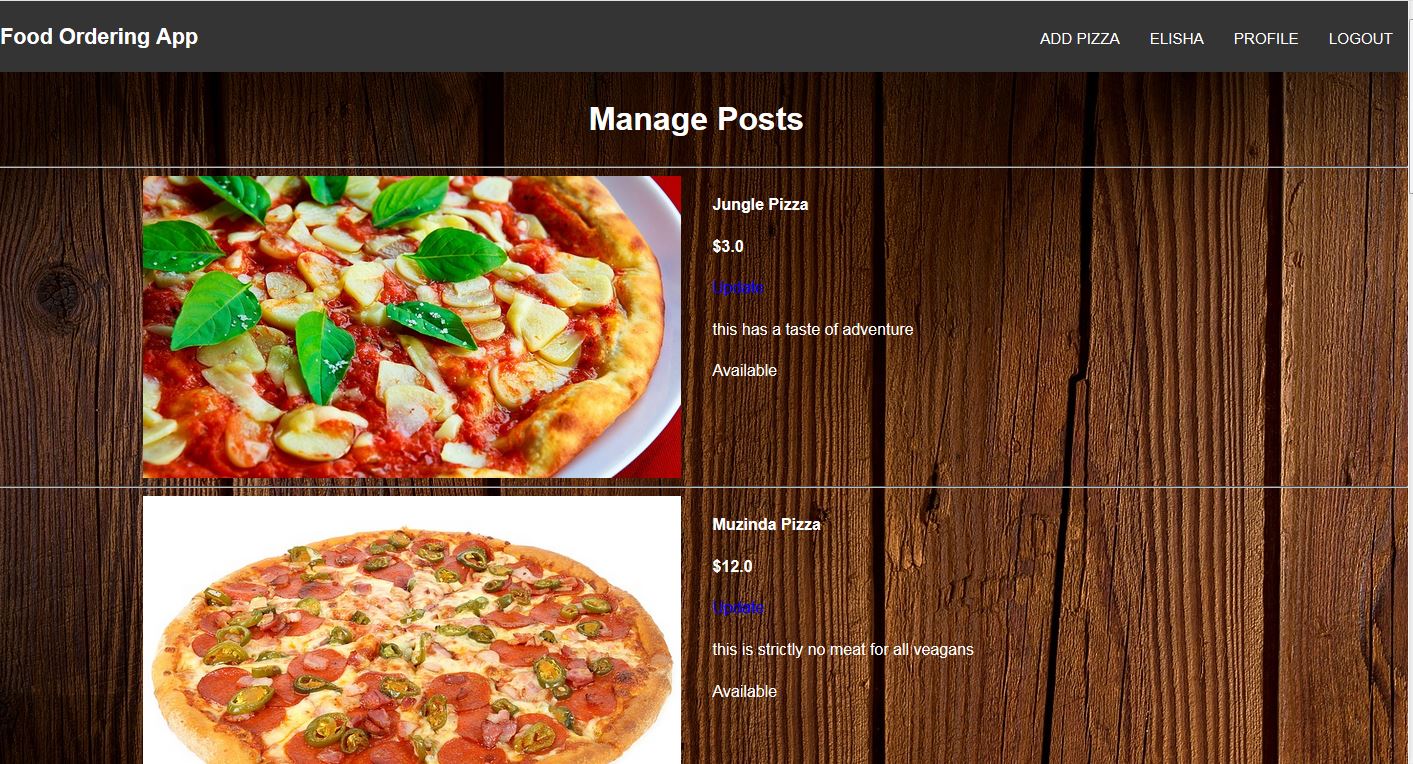 Food Ordering App
ADD PIZZA ELISHA PROFILE LOGOUT
Manage Posts
Jungle Pizza
$3.0
Update
this has a taste of adventure
Available
Muzinda Pizza
$12.0
Update
this is strictly no meat for all veagans
Available